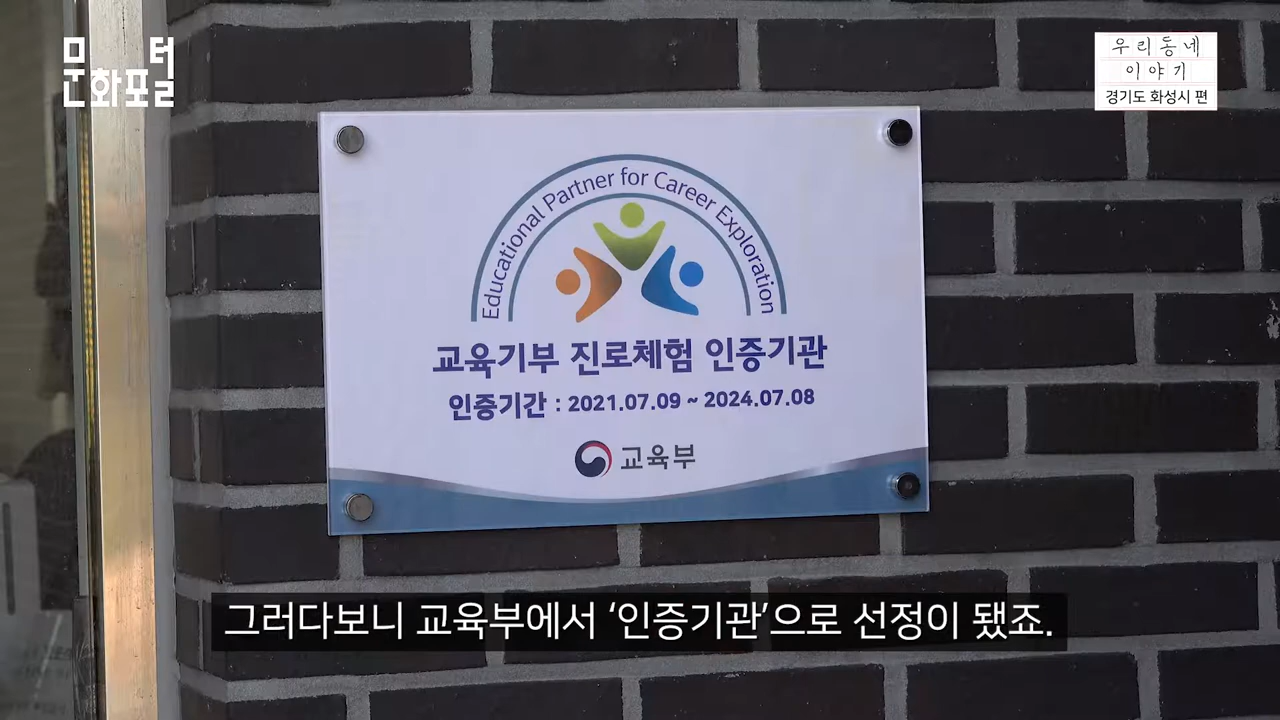 문화포털
우리동네
이야기
경기도 화성시 편
Educational Partner for Career Exploration
교육기부 진로체험 인증기관
인증기간 : 2021.07.09 ~ 2024.07.08
교육부
그러다보니 교육부에서 ‘인증기관’으로 선정이 됐죠.